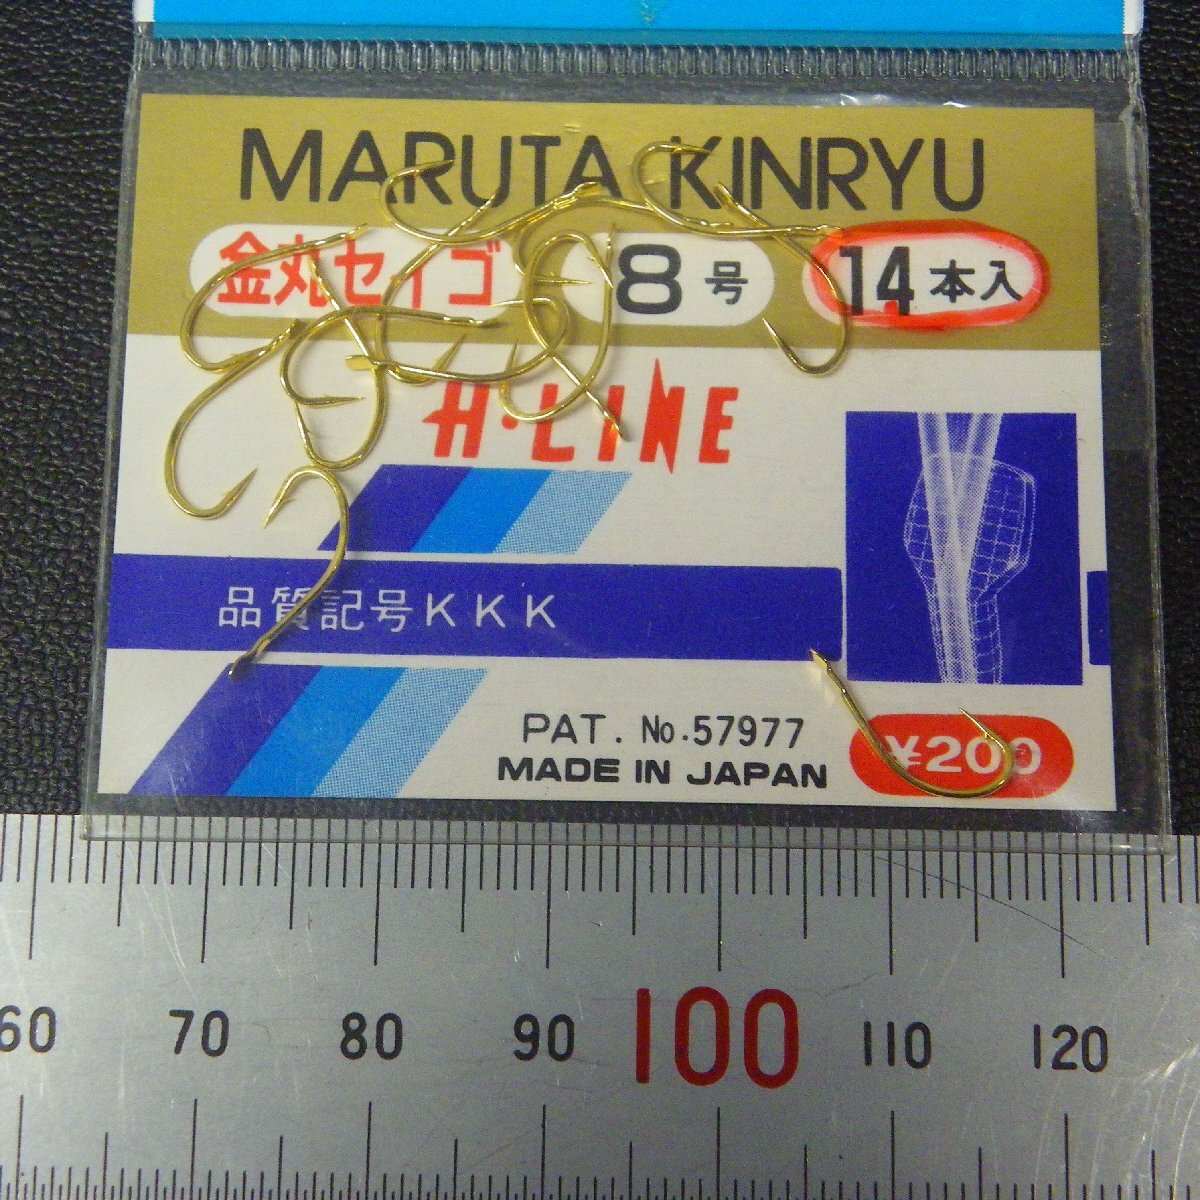 MARUTA KINRYU
金丸セイゴ 8号 14本入
H·LINE
品質記号KKK
PAT. No.57977
MADE IN JAPAN
¥200
60 70 80 90 100 110 120